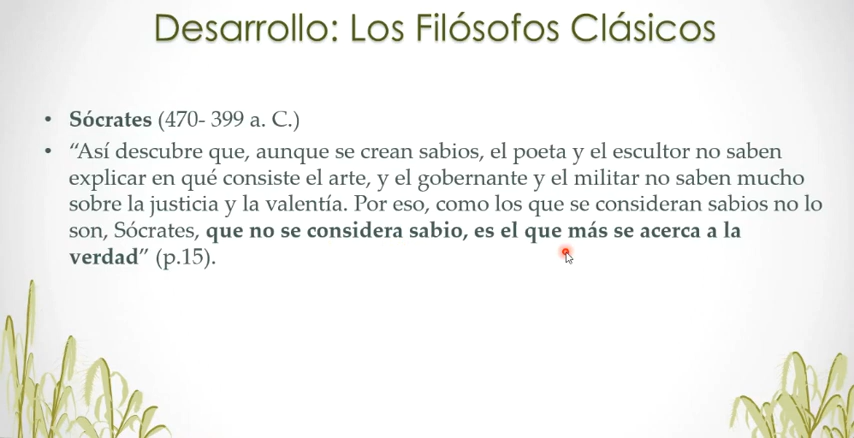 Desarrollo: Los Filósofos Clásicos
• Sócrates (470- 399 a. C.)
• “Así descubre que, aunque se crean sabios, el poeta y el escultor no saben
explicar en qué consiste el arte, y el gobernante y el militar no saben mucho
sobre la justicia y la valentía. Por eso, como los que se consideran sabios no lo
son, Sócrates, que no se considera sabio, es el que más se acerca a la
verdad” (p.15).